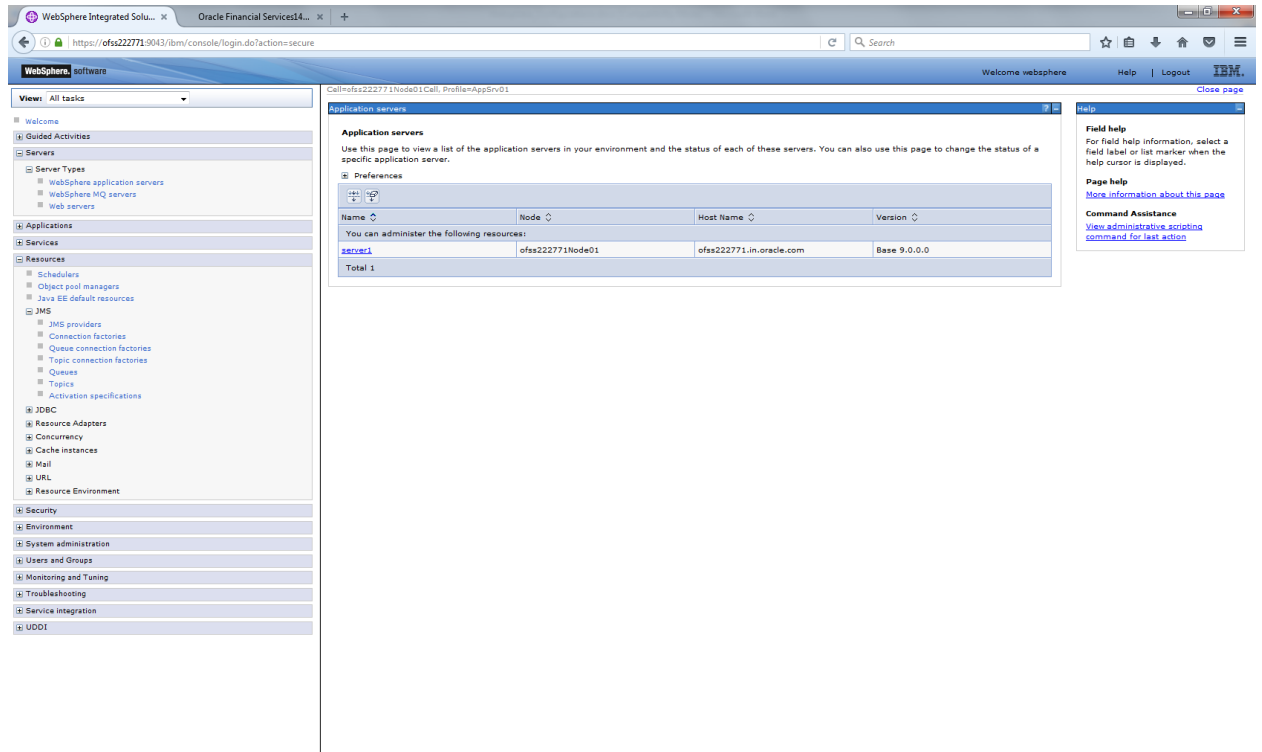 WebSphere Integrated Solu... ×
Oracle Financial Services14... ×
+
https://ofss222771:9043/ibm/console/login.do?action=secure
Search
WebSphere. software
Welcome websphere
Help | Logout
IBM.
View: All tasks
Welcome
Guided Activities
Servers
Server Types
WebSphere application servers
WebSphere MQ servers
Web servers
Applications
Services
Resources
Schedulers
Object pool managers
Java EE default resources
JMS
JMS providers
Connection factories
Queue connection factories
Topic connection factories
Queues
Topics
Activation specifications
JDBC
Resource Adapters
Concurrency
Cache instances
Mail
URL
Resource Environment
Security
Environment
System administration
Users and Groups
Monitoring and Tuning
Troubleshooting
Service integration
UDDI
Cell=ofss222771Node01Cell, Profile=AppSrv01
Close page
Application servers
? -
Application servers
Use this page to view a list of the application servers in your environment and the status of each of these servers. You can also use this page to change the status of a
specific application server.
Preferences
Name Node Host Name Version
You can administer the following resources:
server1 ofss222771Node01 ofss222771.in.oracle.com Base 9.0.0.0
Total 1
Help
Field help
For field help information, select a
field label or list marker when the
help cursor is displayed.
Page help
More information about this page
Command Assistance
View administrative scripting
command for last action